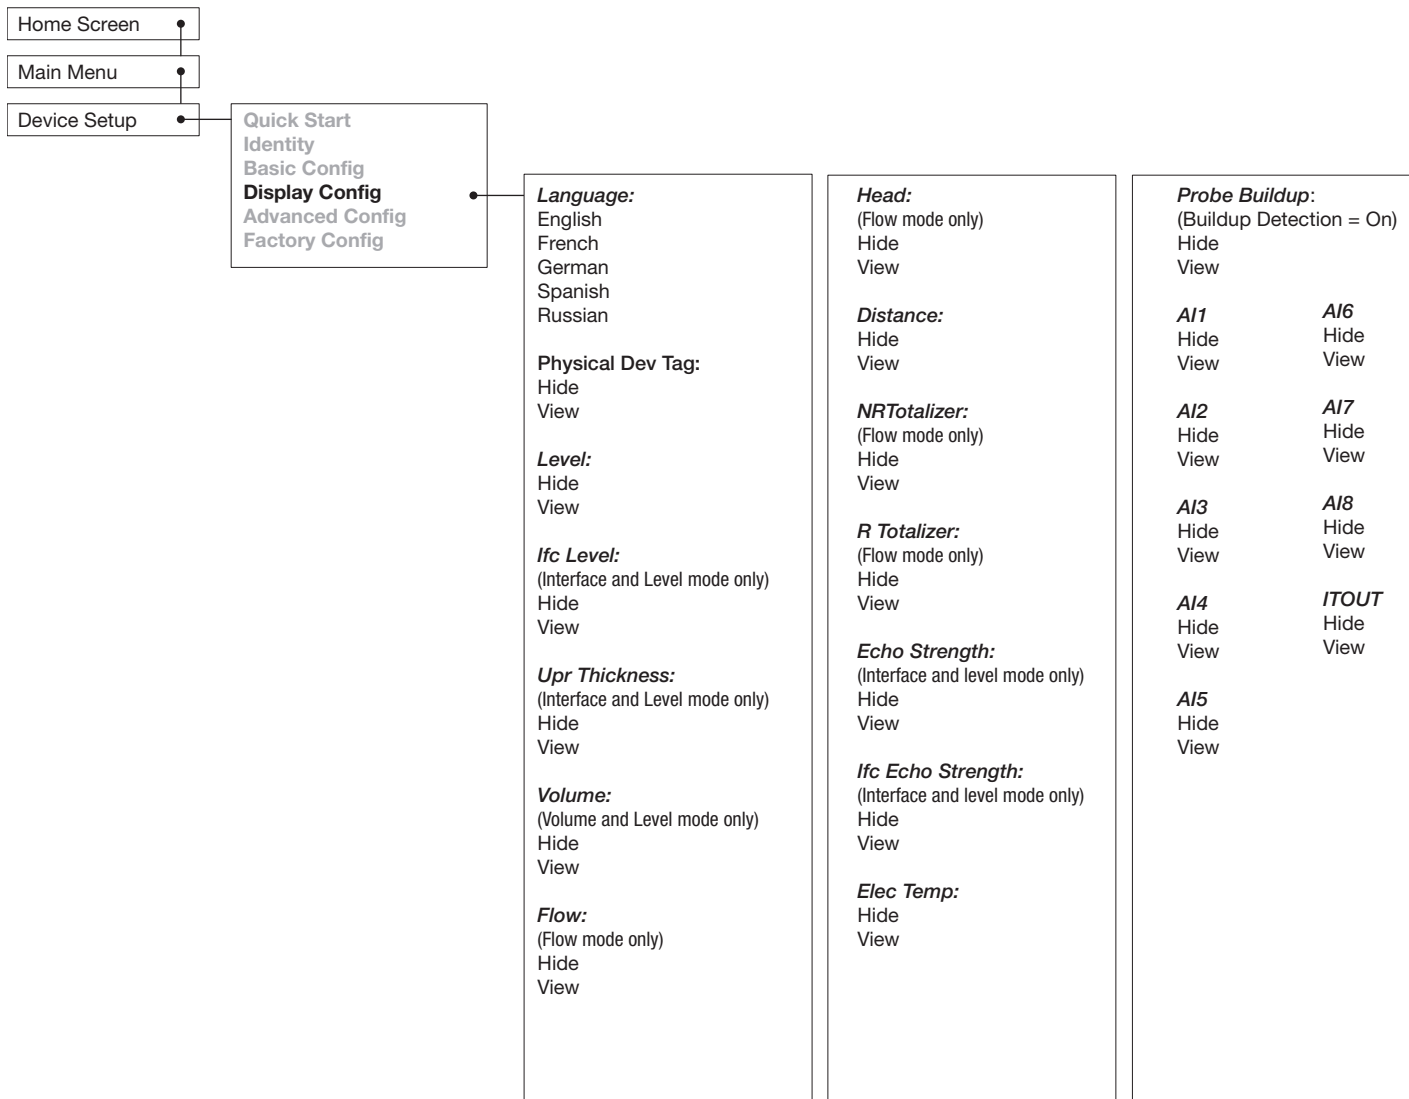 Home Screen
Main Menu
Device Setup
Quick Start
Identity
Basic Config
Display Config
Advanced Config
Factory Config
Language:
English
French
German
Spanish
Russian
Physical Dev Tag:
Hide
View
Level:
Hide
View
Ifc Level:
(Interface and Level mode only)
Hide
View
Upr Thickness:
(Interface and Level mode only)
Hide
View
Volume:
(Volume and Level mode only)
Hide
View
Flow:
(Flow mode only)
Hide
View
Head:
(Flow mode only)
Hide
View
Distance:
Hide
View
NRTotalizer:
(Flow mode only)
Hide
View
R Totalizer:
(Flow mode only)
Hide
View
Echo Strength:
(Interface and level mode only)
Hide
View
Ifc Echo Strength:
(Interface and level mode only)
Hide
View
Elec Temp:
Hide
View
Probe Buildup:
(Buildup Detection = On)
Hide
View
AI1
Hide
View
AI2
Hide
View
AI3
Hide
View
AI4
Hide
View
AI5
Hide
View
AI6
Hide
View
AI7
Hide
View
AI8
Hide
View
ITOUT
Hide
View